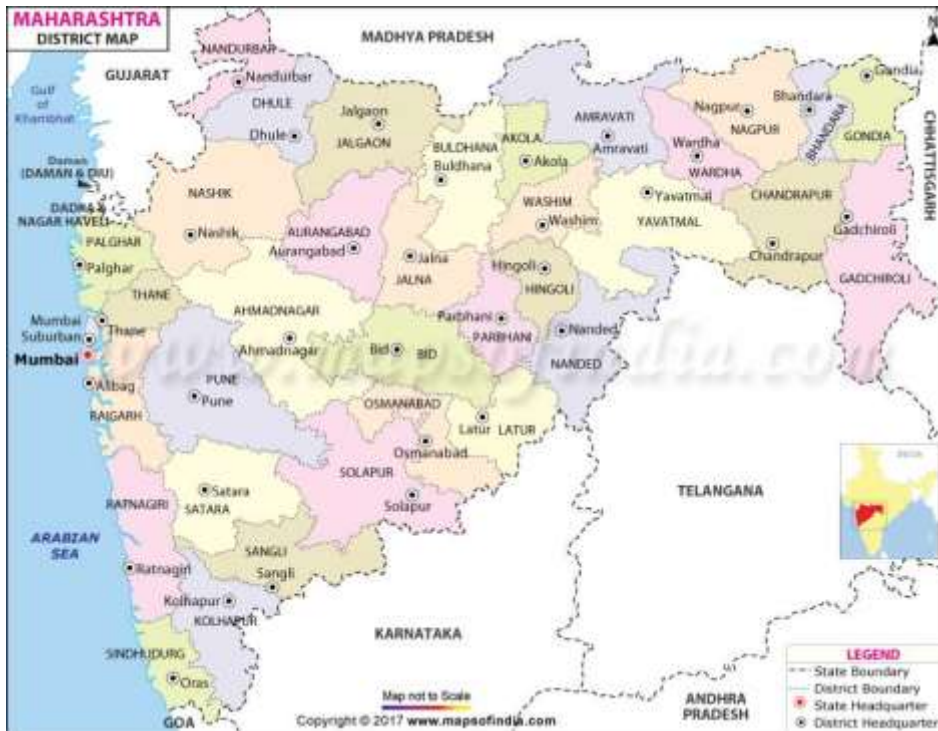 MAHARASHTRA
DISTRICT MAP
MADHYA PRADESH
N
GUJARAT
Gulf
of
Khambhat
Daman
(DAMAN & DIU)
DADRA &
NAGAR HAVELI
CHHATTISGARH
NANDURBAR
Nandurbar
DHULE
Dhule
Jalgaon
JALGAON
BULDHANA
Buldhana
AKOLA
Akola
AMRAVATI
Amravati
Wardha
WARDHA
Nagpur
NAGPUR
Bhandara
BHANDARA
Gondia
GONDIA
NASHIK
Nashik
AURANGABAD
Aurangabad
Jalna
JALNA
WASHIM
Washim
Yavatmal
YAVATMAL
CHANDRAPUR
Chandrapur
Gadchiroli
GADCHIROLI
PALGHAR
Palghar
THANE
Thane
Mumbai
Suburban
Mumbai
AHMADNAGAR
Ahmadnagar
Hingoli
HINGOLI
Parbhani
PARBHANI
Nanded
NANDED
Bid
BID
www.mapsofindia.com
Alibag
RAIGARH
PUNE
Pune
OSMANABAD
Osmanabad
Latur
LATUR
SOLAPUR
Solapur
Satara
SATARA
RATNAGIRI
Ratnagiri
SANGLI
Sangli
Kolhapur
KOLHAPUR
SINDHUDURG
Oras
GOA
ARABIAN
SEA
KARNATAKA
TELANGANA
ANDHRA
PRADESH
INDIA
Map not to Scale
Copyright © 2017 www.mapsofindia.com
LEGEND
State Boundary
District Boundary
State Headquarter
District Headquarter